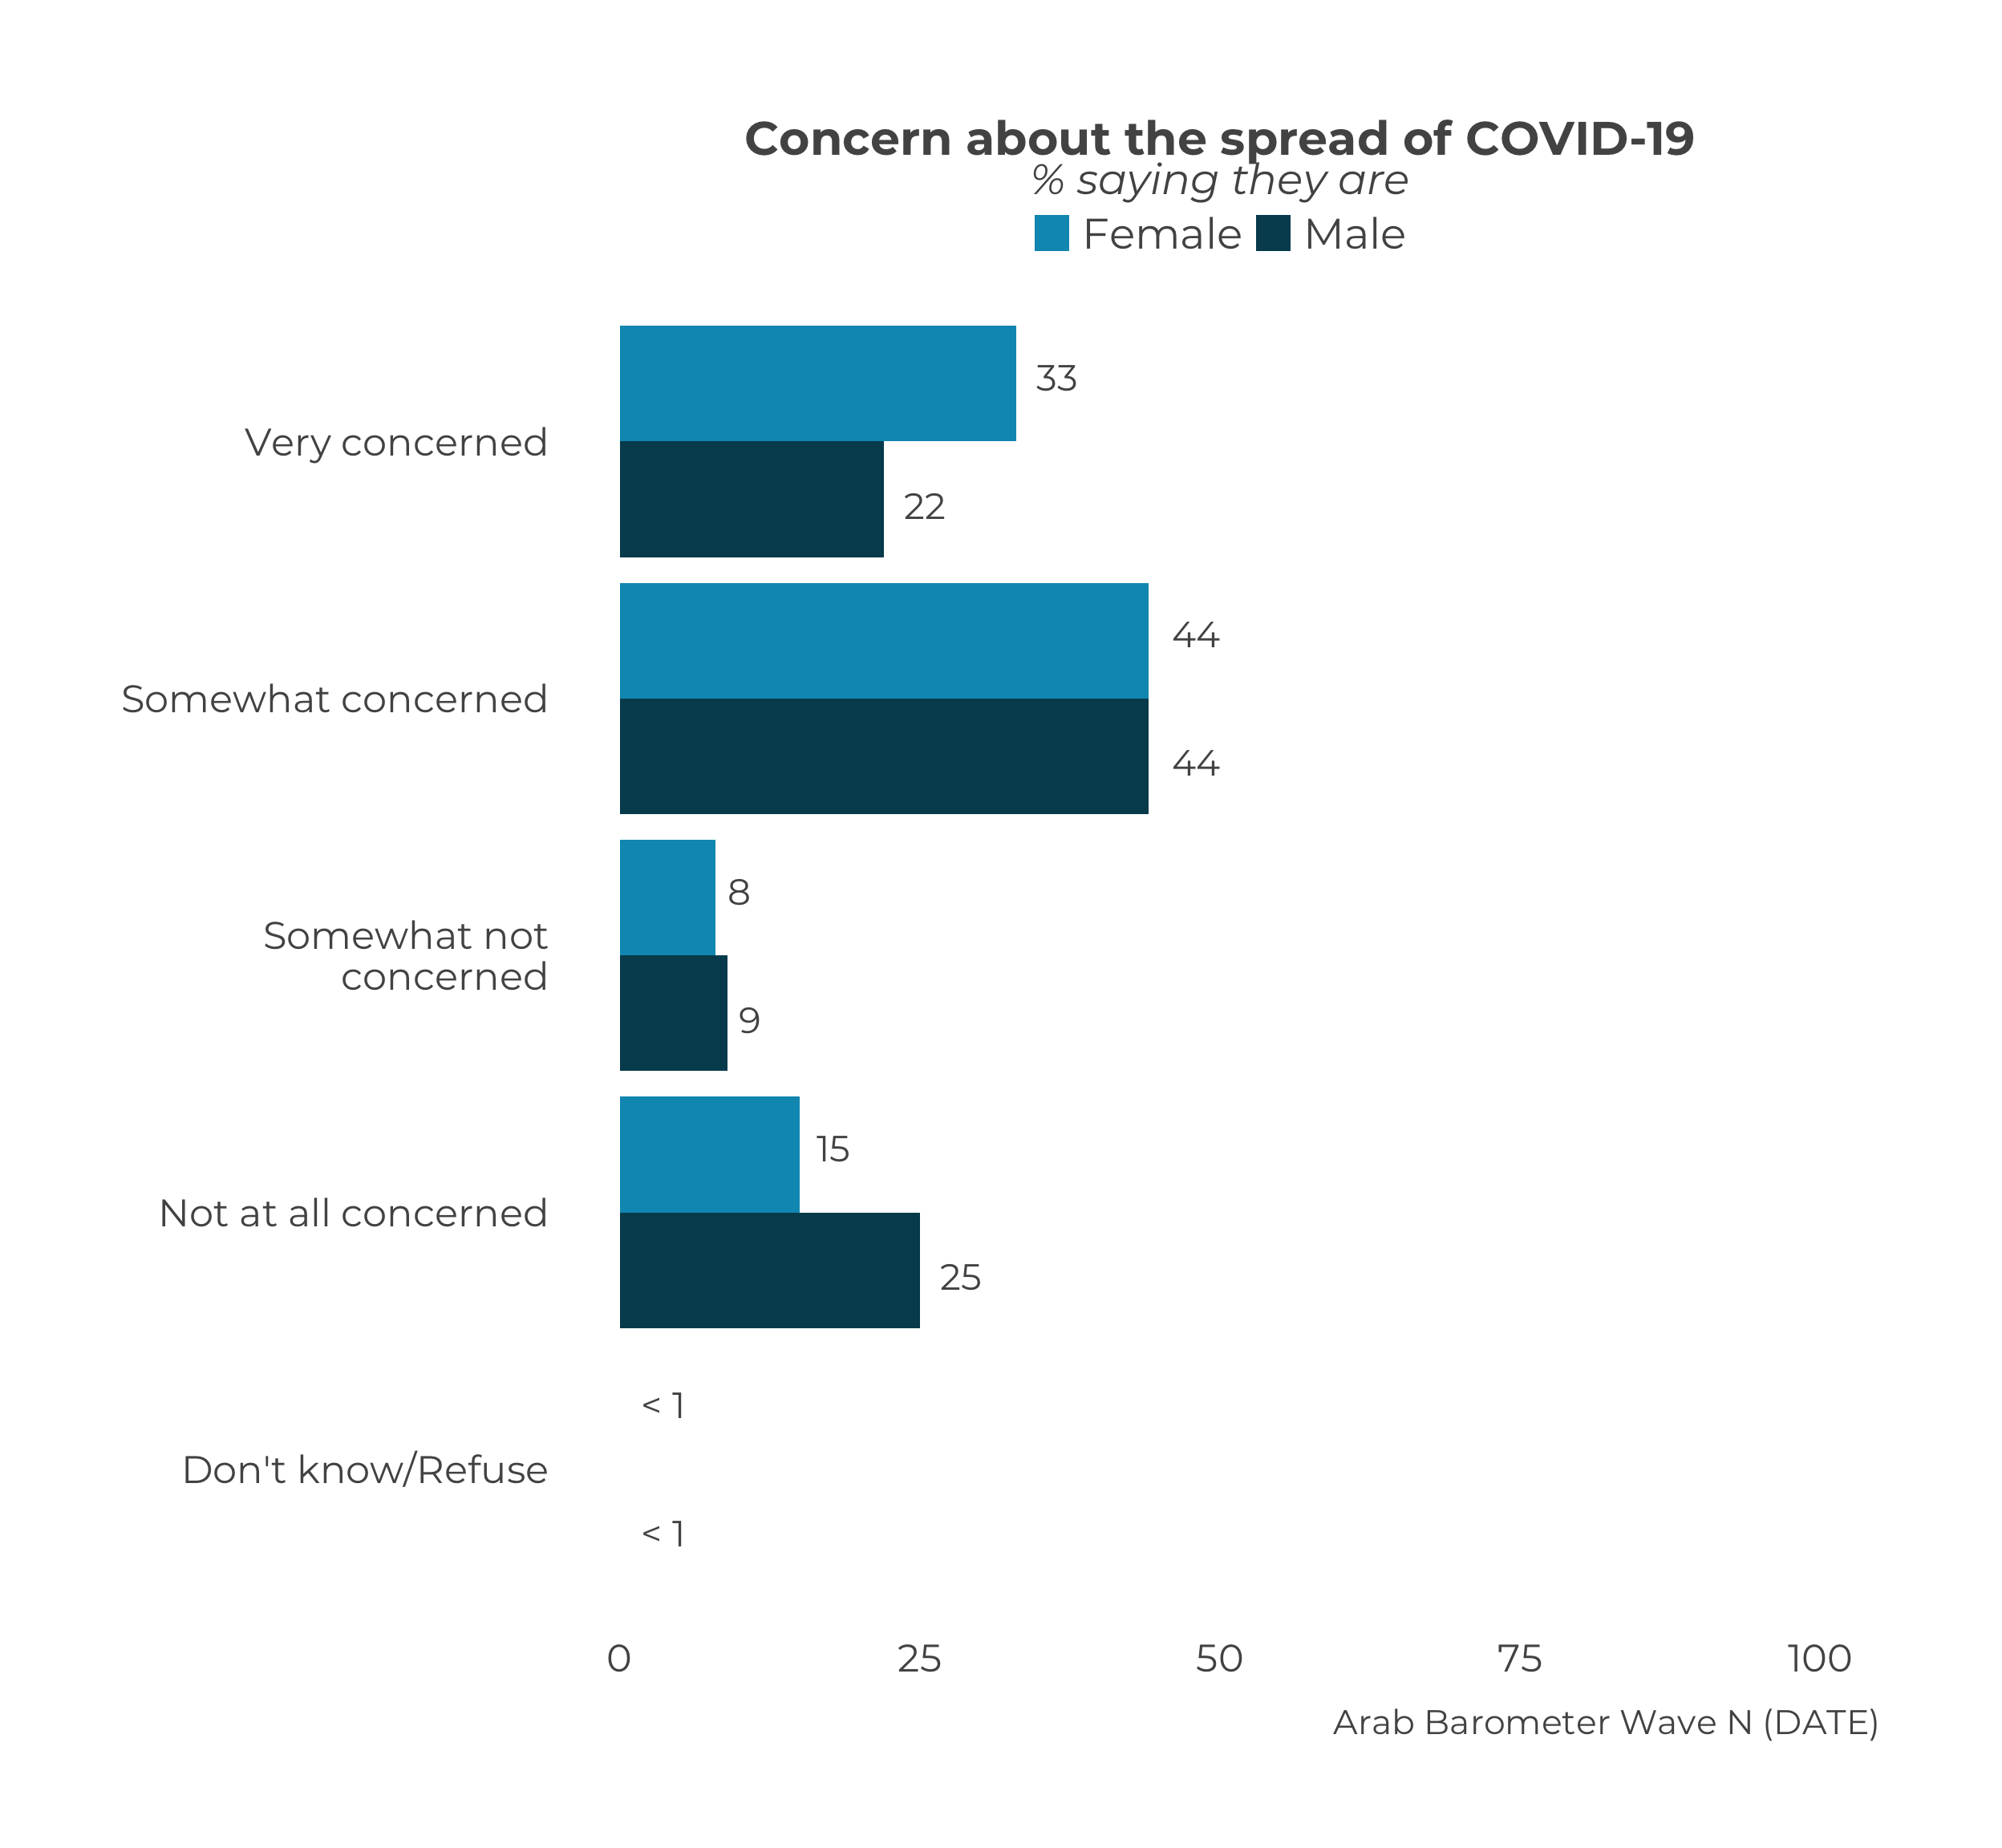 Concern about the spread of COVID-19
% saying they are
Female Male
Very concerned
33
22
Somewhat concerned
44
44
Somewhat not
concerned
8
9
Not at all concerned
15
25
Don't know/Refuse
< 1
< 1
0 25 50 75 100
Arab Barometer Wave N (DATE)